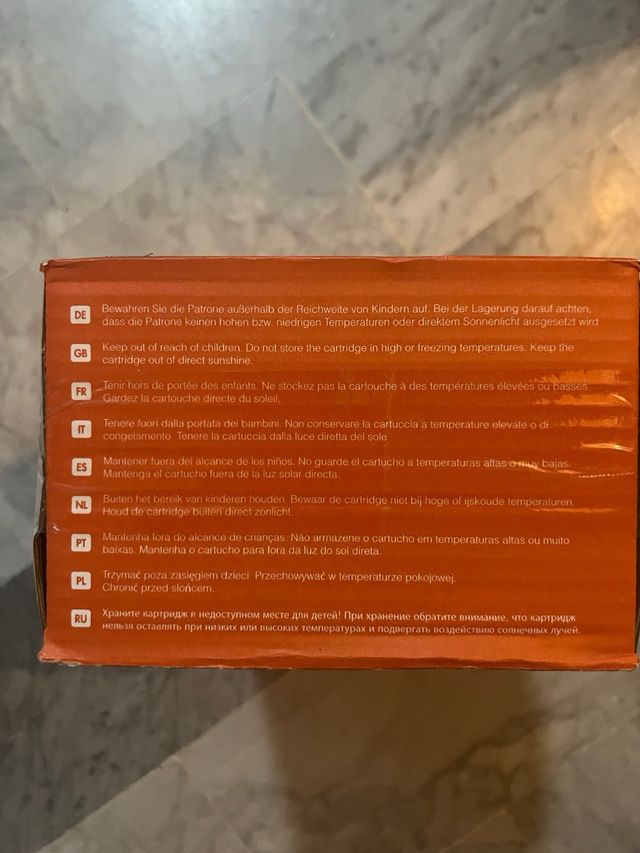 DE Bewahren Sie die Patrone außerhalb der Reichweite von Kindern auf. Bei der Lagerung darauf achten,
dass die Patrone keinen hohen bzw. niedrigen Temperaturen oder direktem Sonnenlicht ausgesetzt wird.
GB Keep out of reach of children. Do not store the cartridge in high or freezing temperatures. Keep the
cartridge out of direct sunshine.
FR Tenir hors de portée des enfants. Ne stockez pas la cartouche à des températures élevées ou basses.
Gardez la cartouche directe du soleil.
IT Tenere fuori dalla portata dei bambini. Non conservare la cartuccia a temperature elevate o di
congelamento Tenere la cartuccia dalla luce diretta del sole
ES Mantener fuera del alcance de los niños. No guarde el cartucho a temperaturas altas o muy bajas.
Mantenga el cartucho fuera de la luz solar directa.
NL Buiten het bereik van kinderen houden. Bewaar de cartridge niet bij hoge of ijskoude temperaturen.
Houd de cartridge buiten direct zonlicht.
PT Mantenha fora do alcance de crianças. Não armazene o cartucho em temperaturas altas ou muito
baixas. Mantenha o cartucho para fora da luz do sol direta.
PL Trzymać poza zasięgiem dzieci. Przechowywać w temperaturze pokojowej.
Chronić przed słońcem.
RU Храните картридж в недоступном месте для детей! При хранение обратите внимание, что картридж
нельзя оставлять при низких или высоких температурах и подвергать воздействию солнечных лучей.